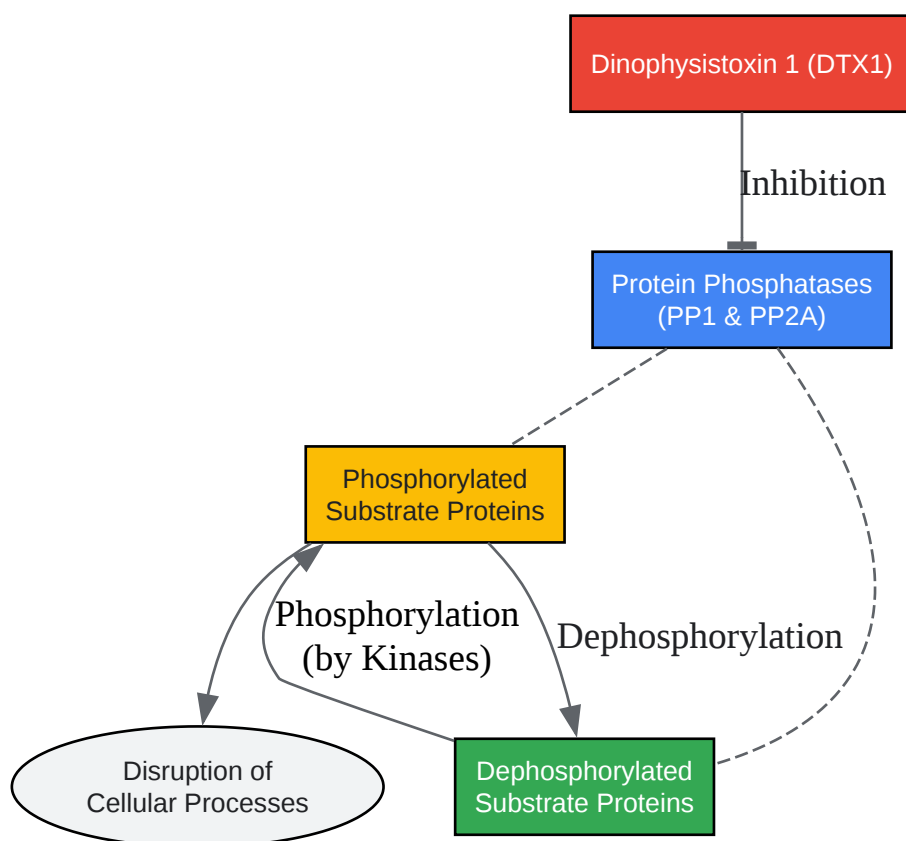 Dinophysistoxin 1 (DTX1)
Inhibition
Protein Phosphatases
(PP1 & PP2A)
Phosphorylated
Substrate Proteins
Phosphorylation
(by Kinases)
Dephosphorylation
Disruption of
Cellular Processes
Dephosphorylated
Substrate Proteins